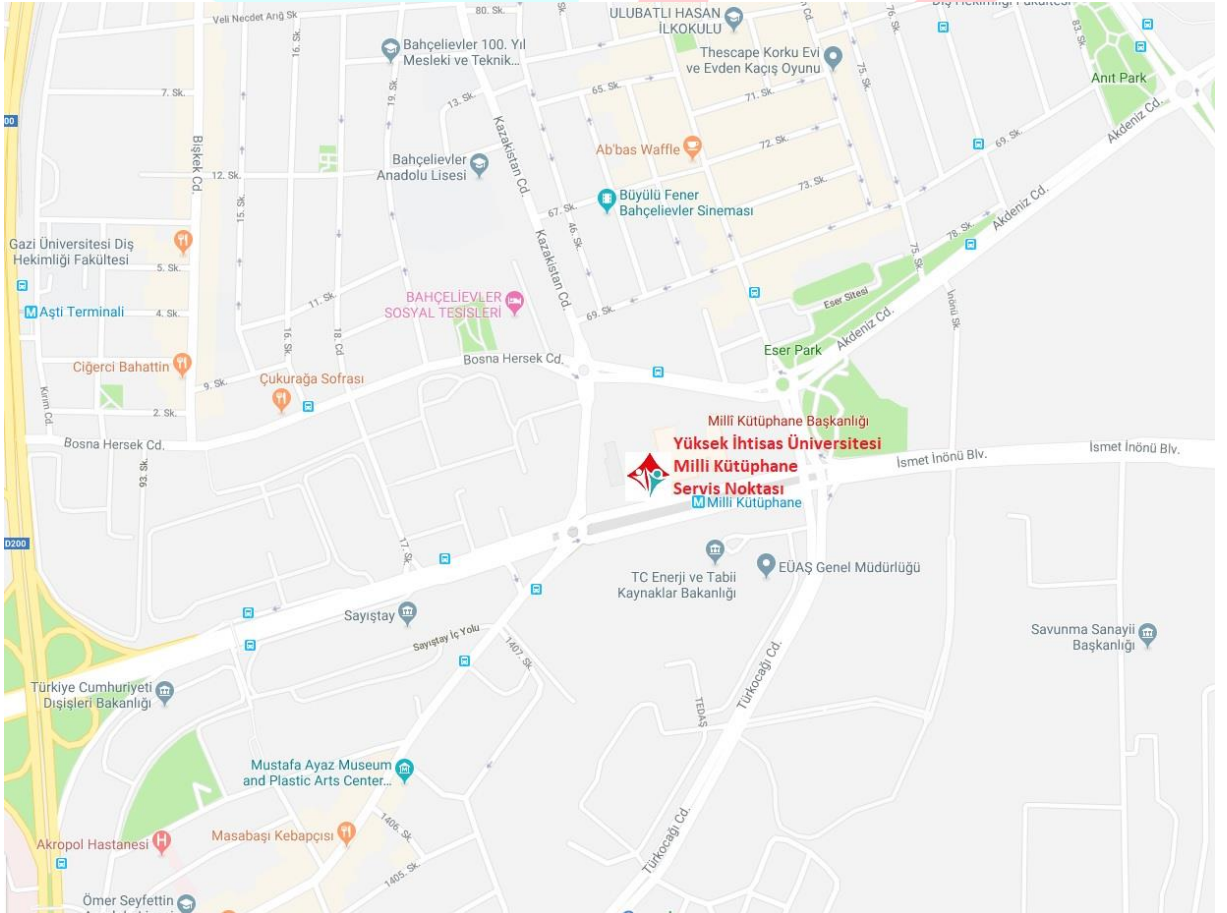 Veli Necdet Arığ Sk
80. Sk.
ULUBATLI HASAN
İLKOKULU
76. Sk.
83. Sk.
16. Sk.
Bahçelievler 100. Yıl
Mesleki ve Teknik...
Thescape Korku Evi
ve Evden Kaçış Oyunu
75. Sk.
Anıt Park
7. Sk.
19. Sk.
13. Sk.
65. Sk.
71. Sk.
Akdeniz Cd.
Bişkek Cd.
Kazakistan Cd.
Ab'bas Waffle
72. Sk.
69. Sk.
Bahçelievler
Anadolu Lisesi
12. Sk.
73. Sk.
15. Sk.
67. Sk.
46. Sk.
Büyülü Fener
Bahçelievler Sineması
Akdeniz Cd.
78. Sk.
75. Sk.
Gazi Üniversitesi Diş
Hekimliği Fakültesi
5. Sk.
Kazakistan Cd.
11. Sk.
BAHÇELİEVLER
SOSYAL TESİSLERİ
69. Sk.
Eser Sitesi
İnönü Sk.
M Aşti Terminali
4. Sk.
16. Sk.
18. Cd
Akdeniz Cd.
Eser Park
Bosna Hersek Cd.
Ciğerci Bahattin
9. Sk.
Çukurağa Sofrası
Kırım Cd.
2. Sk.
Bosna Hersek Cd.
93. Sk.
Milli Kütüphane Başkanlığı
Yüksek İhtisas Üniversitesi
Milli Kütüphane
Servis Noktası
M Milli Kütüphane
İsmet İnönü Blv.
İsmet İnönü Blv.
D200
17. Sk.
TC Enerji ve Tabii
Kaynaklar Bakanlığı
EÜAŞ Genel Müdürlüğü
Sayıştay
Sayıştay İç Yolu
1407. Sk.
Savunma Sanayii
Başkanlığı
Türkiye Cumhuriyeti
Dışişleri Bakanlığı
TEDAŞ
Türkocağı Cd.
Mustafa Ayaz Museum
and Plastic Arts Center...
1406. Sk.
Masabaşı Kebapçısı
Akropol Hastanesi
H
Türkocağı Cd.
1405. Sk.
Ömer Seyfettin